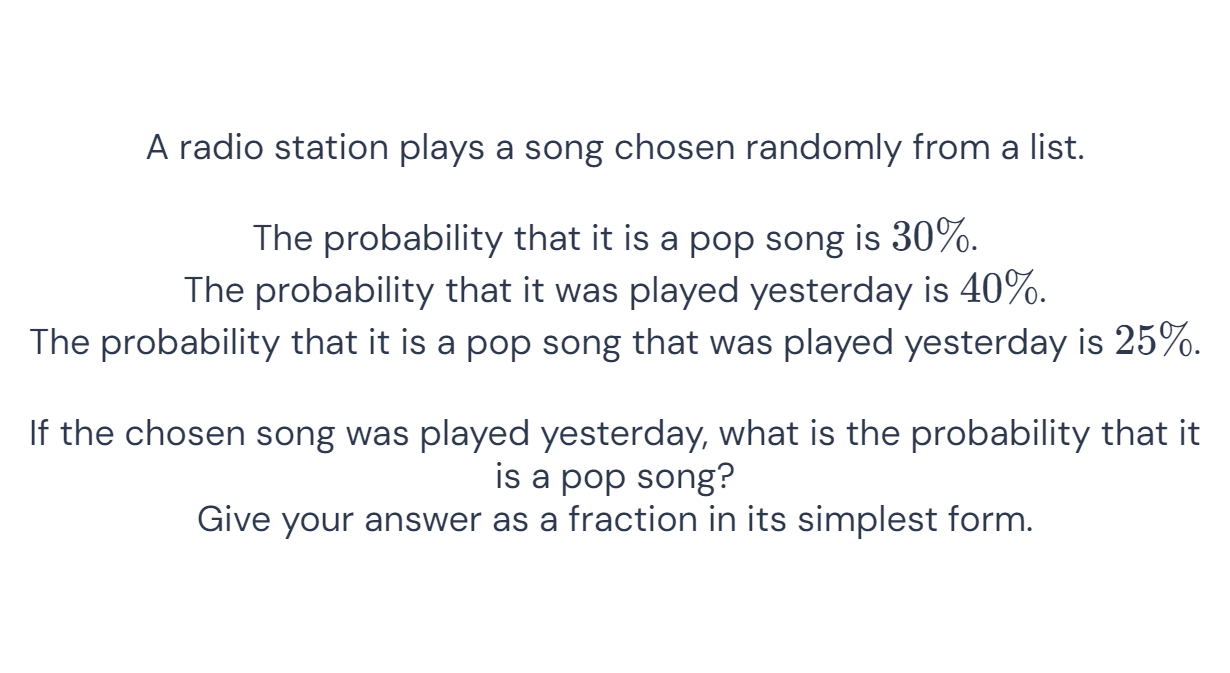 A radio station plays a song chosen randomly from a list.
The probability that it is a pop song is 30%.
The probability that it was played yesterday is 40%.
The probability that it is a pop song that was played yesterday is 25%.
If the chosen song was played yesterday, what is the probability that it
is a pop song?
Give your answer as a fraction in its simplest form.